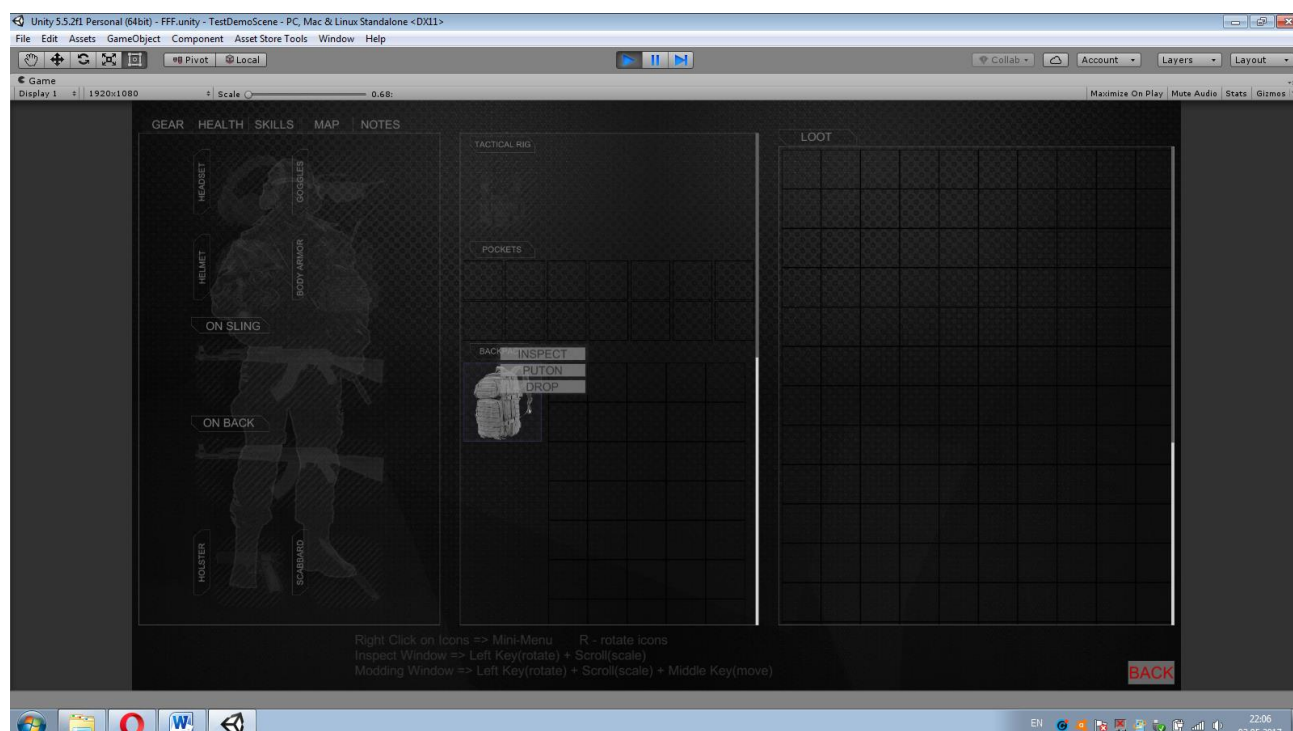 Unity 5.5.2f1 Personal (64bit) - FFF.unity - TestDemoScene - PC, Mac & Linux Standalone <DX11>
File Edit Assets GameObject Component Asset Store Tools Window Help
Pivot Local Collab Account Layers Layout
Game
Display 1 1920x1080 Scale 0.68: Maximize On Play Mute Audio Stats Gizmos
GEAR HEALTH SKILLS MAP NOTES
LOOT
TACTICAL RIG
HEADSET
GOGGLES
POCKETS
HELMET
BODY ARMOR
ON SLING
INSPECT
PUTON
DROP
ON BACK
HOLSTER
SCABBARD
Right Click on Icons => Mini-Menu R - rotate icons
Inspect Window => Left Key(rotate) + Scroll(scale)
Modding Window => Left Key(rotate) + Scroll(scale) + Middle Key(move)
BACK
EN 22:06